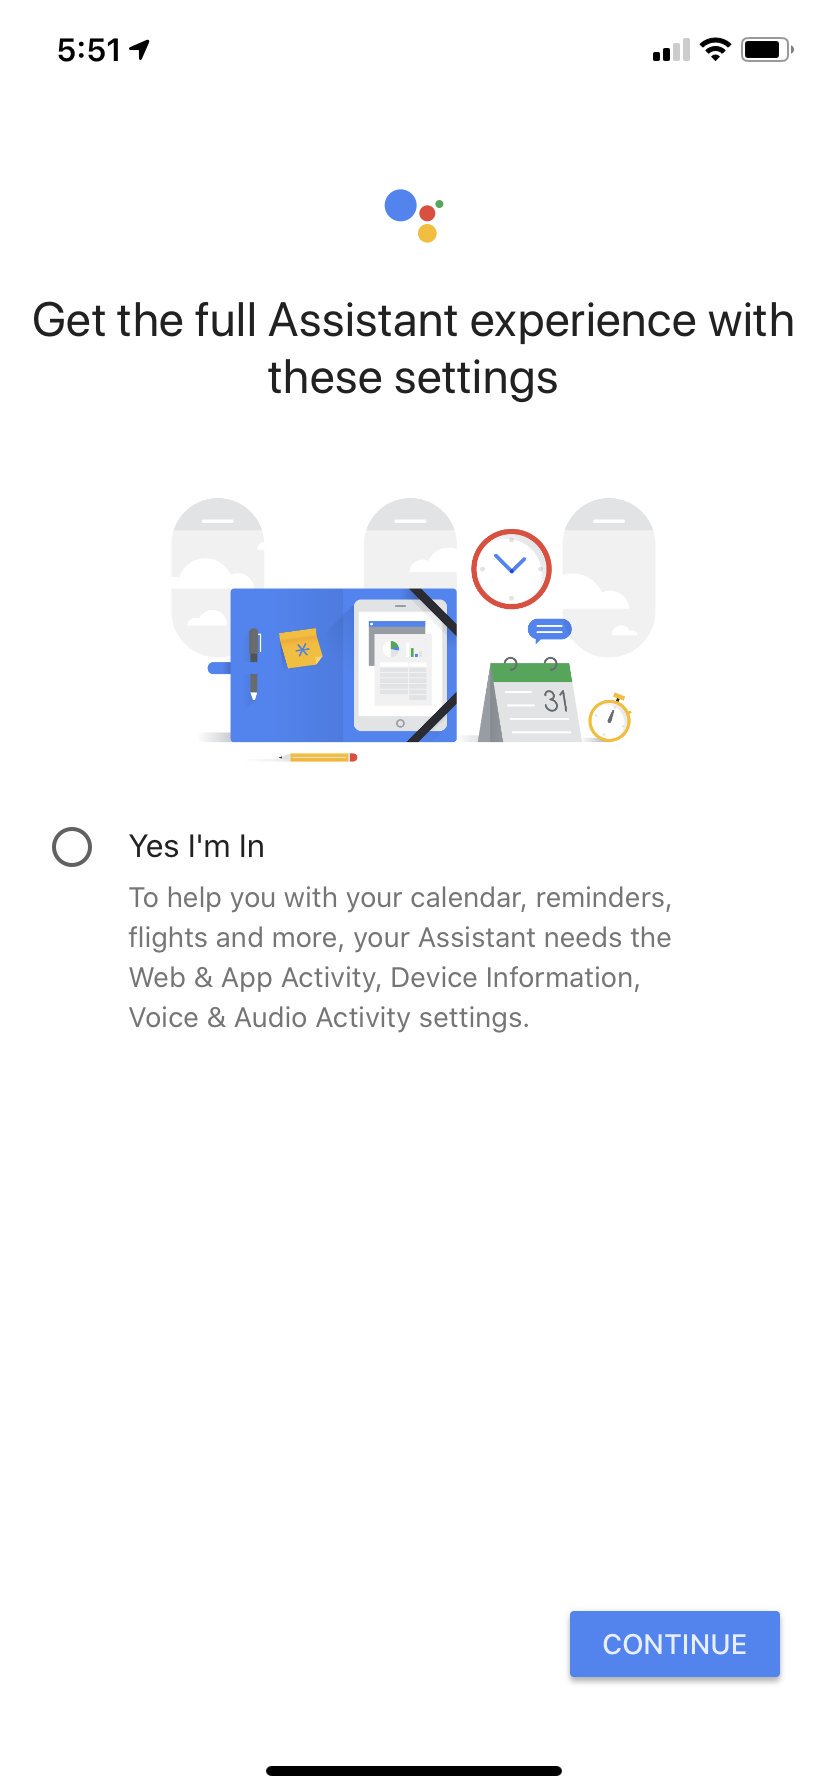 5:51
Get the full Assistant experience with
these settings
31
Yes I'm In
To help you with your calendar, reminders,
flights and more, your Assistant needs the
Web & App Activity, Device Information,
Voice & Audio Activity settings.
CONTINUE